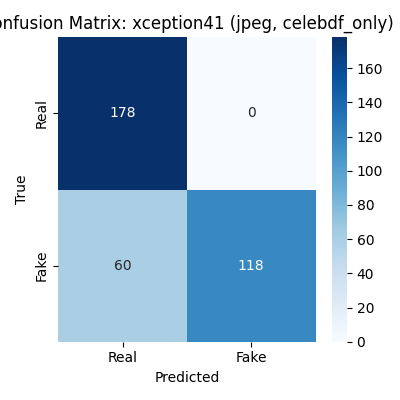 onfusion Matrix: xception41 (jpeg, celebdf_only)
Real
178
0
True
Fake
60
118
Real
Fake
Predicted
160
140
120
100
80
60
40
20
0